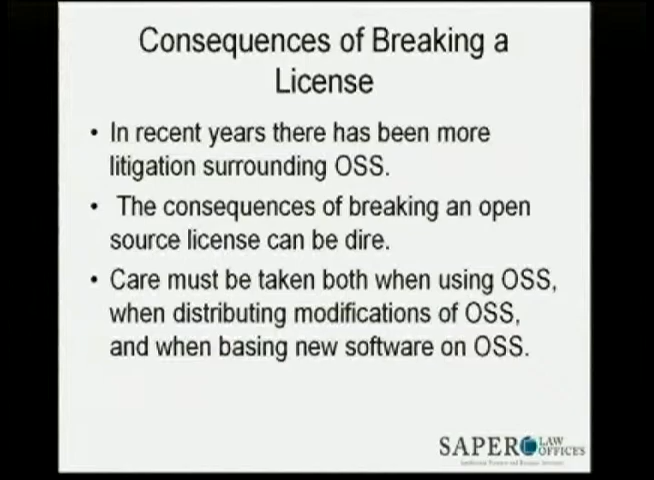 Consequences of Breaking a
License
• In recent years there has been more
litigation surrounding OSS.
• The consequences of breaking an open
source license can be dire.
• Care must be taken both when using OSS,
when distributing modifications of OSS,
and when basing new software on OSS.
SAPER LAW
OFFICES